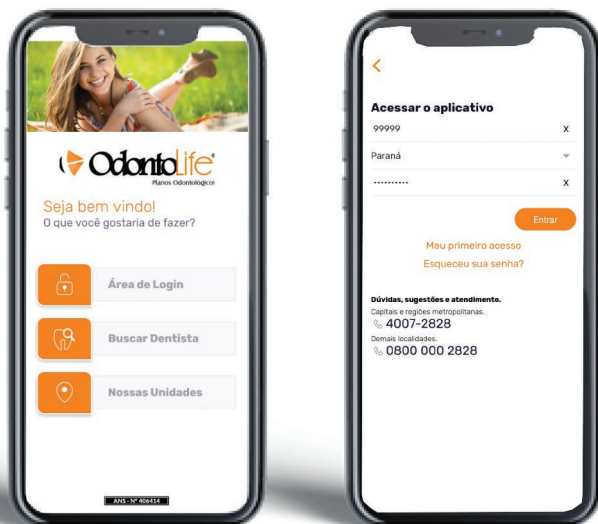 OdontoLife®
Planos Odontológicos
Seja bem vindo!
O que você gostaria de fazer?
Área de Login
Buscar Dentista
Nossas Unidades
ANS - Nº 406414
Acessar o aplicativo
99999 x
Paraná
••••••••••  x
Entrar
Meu primeiro acesso
Esqueceu sua senha?
Dúvidas, sugestões e atendimento.
Capitais e regiões metropolitanas.
4007-2828
Demais localidades.
0800 000 2828